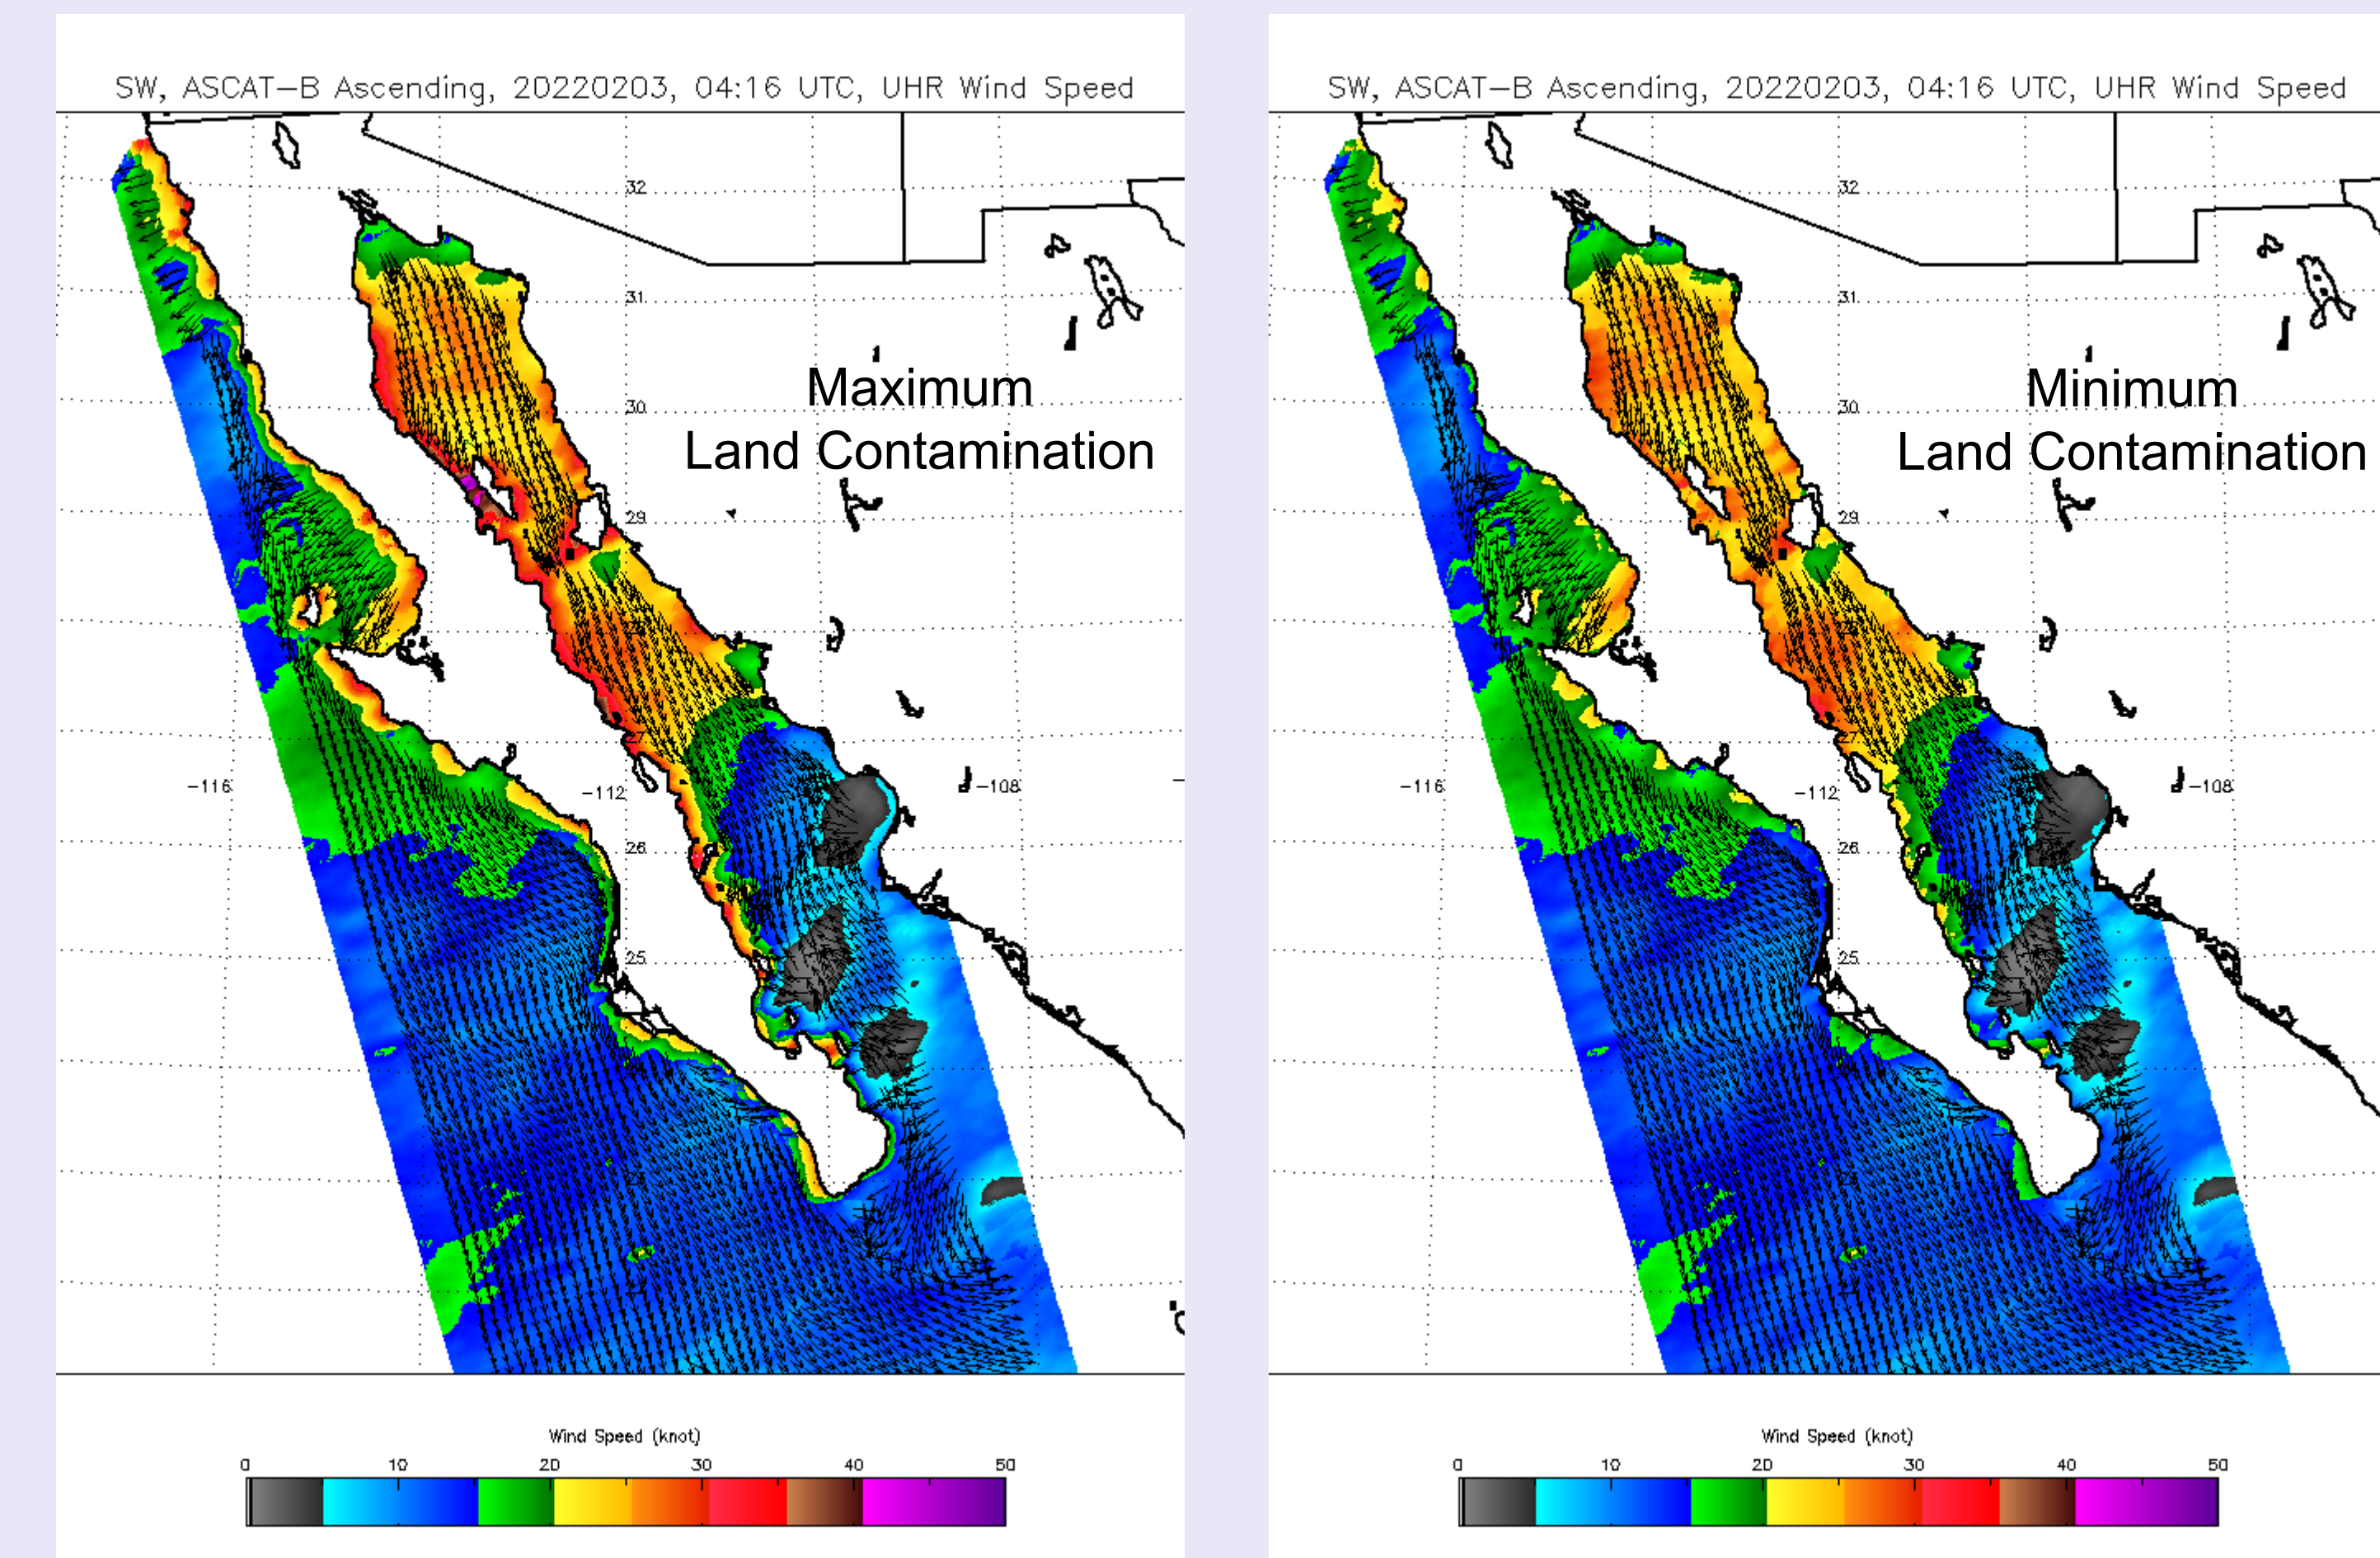 SW, ASCAT-B Ascending, 20220203, 04:16 UTC, UHR Wind Speed
32
31
30
Maximum
Land Contamination
29
27
-116
-112
-108
26
25
Wind Speed (knot)
0 10 20 30 40 50
SW, ASCAT-B Ascending, 20220203, 04:16 UTC, UHR Wind Speed
32
31
30
Minimum
Land Contamination
29
27
-116
-112
-108
26
25
Wind Speed (knot)
0 10 20 30 40 50